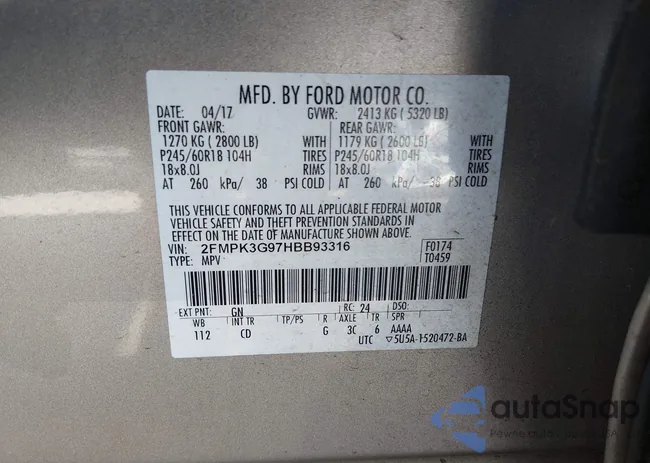 MFD. BY FORD MOTOR CO.
DATE: 04/17 GVWR: 2413 KG ( 5320 LB)
FRONT GAWR: REAR GAWR:
1270 KG ( 2800 LB) WITH 1179 KG ( 2600 LB) WITH
P245/60R18 104H TIRES P245/60R18 104H TIRES
18x8.0J RIMS 18x8.0J RIMS
AT 260 kPa/ 38 PSI COLD AT 260 kPa/ 38 PSI COLD
THIS VEHICLE CONFORMS TO ALL APPLICABLE FEDERAL MOTOR
VEHICLE SAFETY AND THEFT PREVENTION STANDARDS IN
EFFECT ON THE DATE OF MANUFACTURE SHOWN ABOVE.
VIN: 2FMPK3G97HBB93316 F0174
TYPE: MPV T0459
EXT PNT: GN RC: 24 DSO:
WB INT TR TP/PS R AXLE TR SPR
112 CD G 3C 6 AAAA
UTC ▽5U5A-1520472-BA
autoSnap